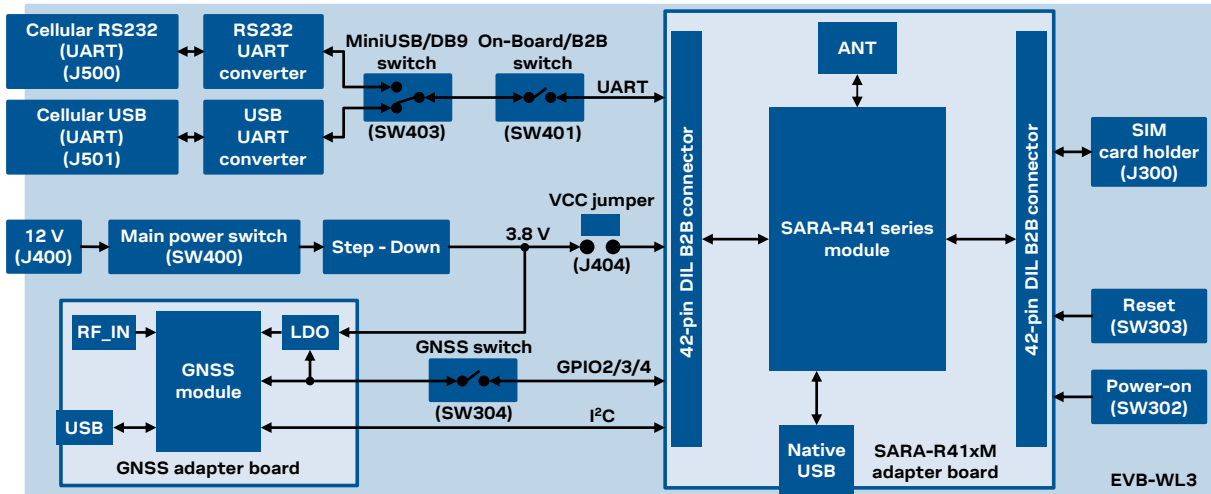 Cellular RS232
(UART)
(J500)
RS232
UART
converter
MiniUSB/DB9
switch
(SW403)
On-Board/B2B
switch
(SW401)
UART
Cellular USB
(UART)
(J501)
USB
UART
converter
12 V
(J400)
Main power switch
(SW400)
Step - Down
3.8 V
VCC jumper
(J404)
RF_IN
GNSS
module
LDO
USB
GNSS adapter board
GNSS switch
(SW304)
GPIO2/3/4
I²C
42-pin DIL B2B connector
ANT
SARA-R41 series
module
Native
USB
SARA-R41xM
adapter board
42-pin DIL B2B connector
SIM
card holder
(J300)
Reset
(SW303)
Power-on
(SW302)
EVB-WL3